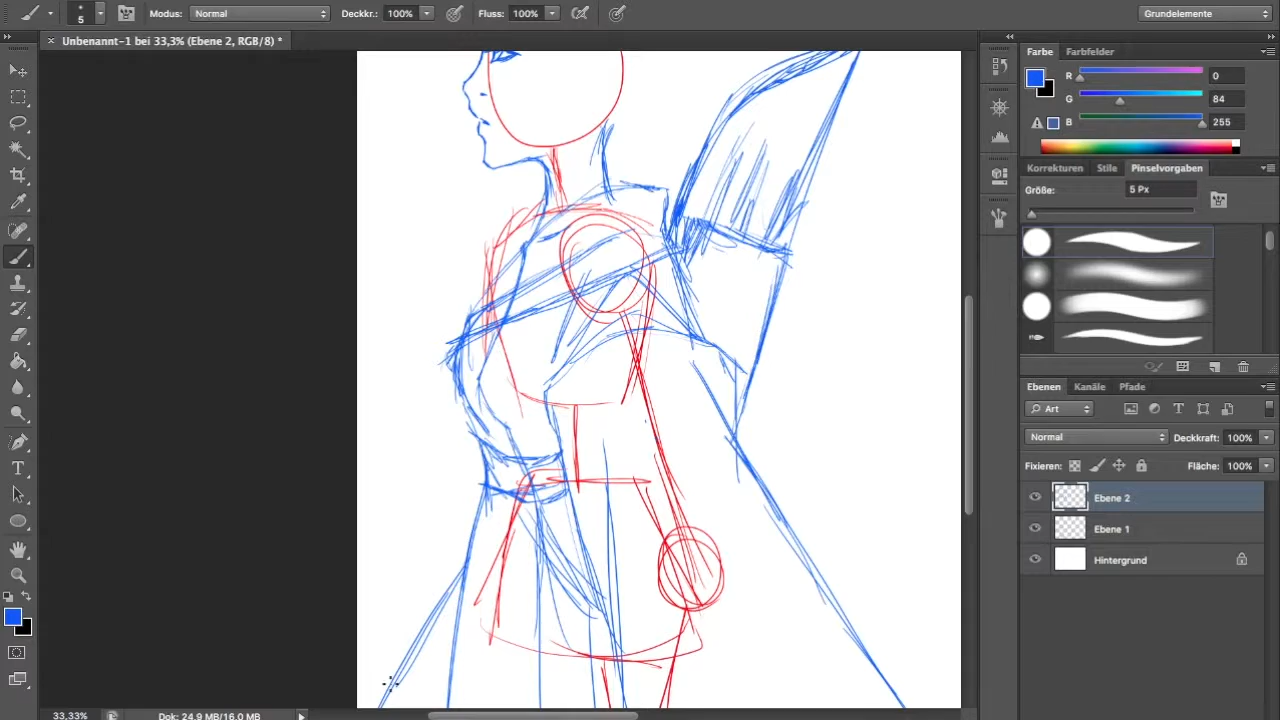 5 Modus: Normal Deckkr.: 100% Fluss: 100% Grundelemente
Unbenannt-1 bei 33,3% (Ebene 2, RGB/8) *
Farbe Farbfelder
R 0
G 84
B 255
Korrekturen Stile Pinselvorgaben
Größe: 5 Px
Ebenen Kanäle Pfade
Art
Normal Deckkraft: 100%
Fixieren: Fläche: 100%
Ebene 2
Ebene 1
Hintergrund
33,33% Dok: 24,9 MB/16,0 MB